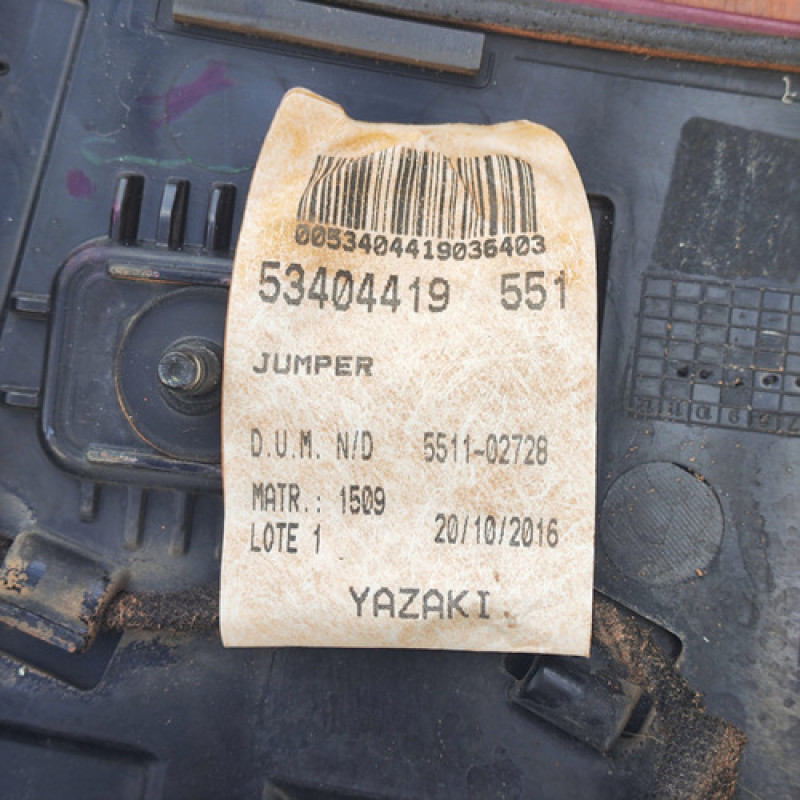 0053404419036403
53404419 551
JUMPER
D.U.M. N/D 5511-02728
MATR.: 1509
LOTE 1 20/10/2016
YAZAKI